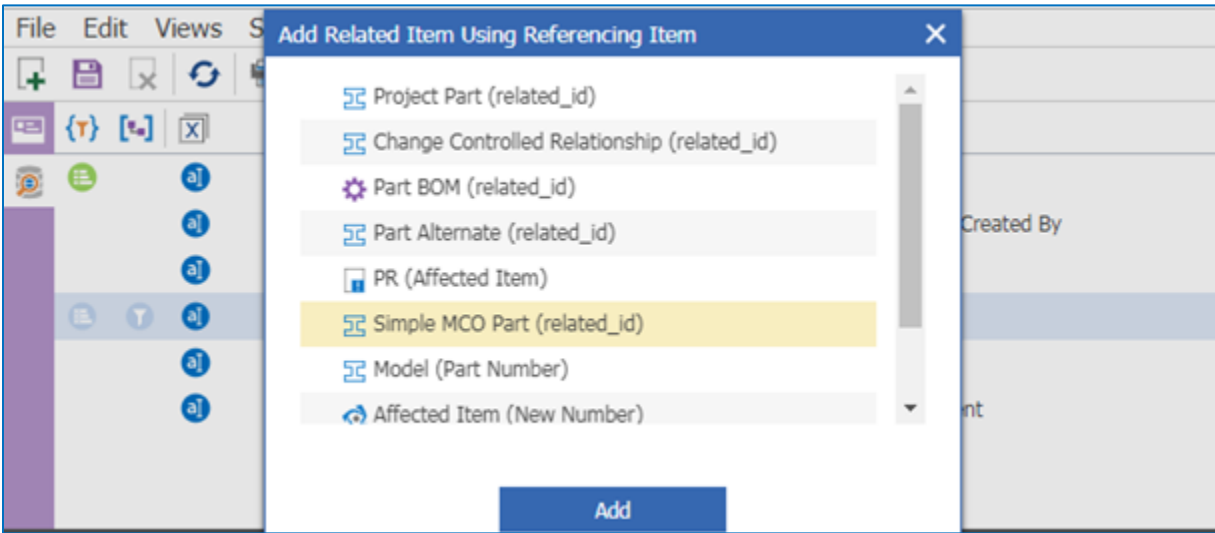 File Edit Views S
Add Related Item Using Referencing Item
Project Part (related_id)
Change Controlled Relationship (related_id)
Part BOM (related_id)
Part Alternate (related_id)
Created By
PR (Affected Item)
Simple MCO Part (related_id)
Model (Part Number)
Affected Item (New Number)
nt
Add